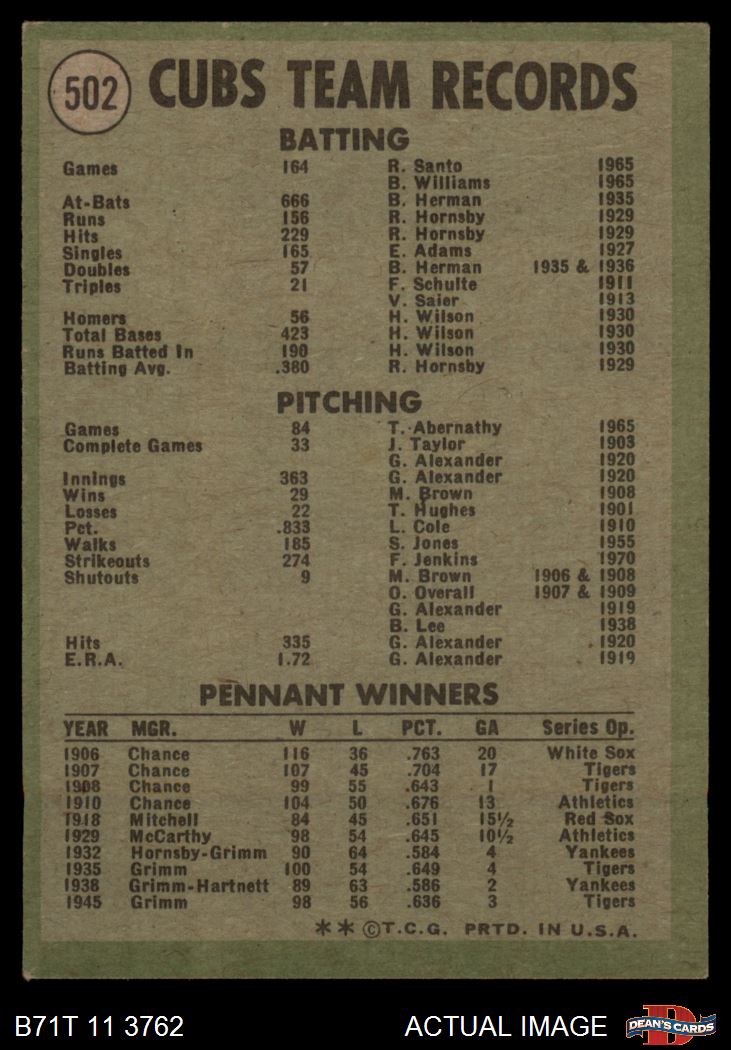 502 CUBS TEAM RECORDS
BATTING
Games 164 R. Santo 1965
B. Williams 1965
At-Bats 666 B. Herman 1935
Runs 156 R. Hornsby 1929
Hits 229 R. Hornsby 1929
Singles 165 E. Adams 1927
Doubles 57 B. Herman 1935 & 1936
Triples 21 F. Schulte 1911
V. Saier 1913
Homers 56 H. Wilson 1930
Total Bases 423 H. Wilson 1930
Runs Batted In 190 H. Wilson 1930
Batting Avg. .380 R. Hornsby 1929
PITCHING
Games 84 T. Abernathy 1965
Complete Games 33 J. Taylor 1903
G. Alexander 1920
Innings 363 G. Alexander 1920
Wins 29 M. Brown 1908
Losses 22 T. Hughes 1901
Pct. .833 L. Cole 1910
Walks 185 S. Jones 1955
Strikeouts 274 F. Jenkins 1970
Shutouts 9 M. Brown 1906 & 1908
O. Overall 1907 & 1909
G. Alexander 1919
B. Lee 1938
Hits 335 G. Alexander 1920
E.R.A. 1.72 G. Alexander 1919
PENNANT WINNERS
YEAR MGR. W L PCT. GA Series Op.
1906 Chance 116 36 .763 20 White Sox
1907 Chance 107 45 .704 17 Tigers
1908 Chance 99 55 .643 1 Tigers
1910 Chance 104 50 .676 13 Athletics
1918 Mitchell 84 45 .651 15½ Red Sox
1929 McCarthy 98 54 .645 10½ Athletics
1932 Hornsby-Grimm 90 64 .584 4 Yankees
1935 Grimm 100 54 .649 4 Tigers
1938 Grimm-Hartnett 89 63 .586 2 Yankees
1945 Grimm 98 56 .636 3 Tigers
** ©T.C.G. PRTD. IN U.S.A.
B71T 11 3762 ACTUAL IMAGE DEAN'S CARDS